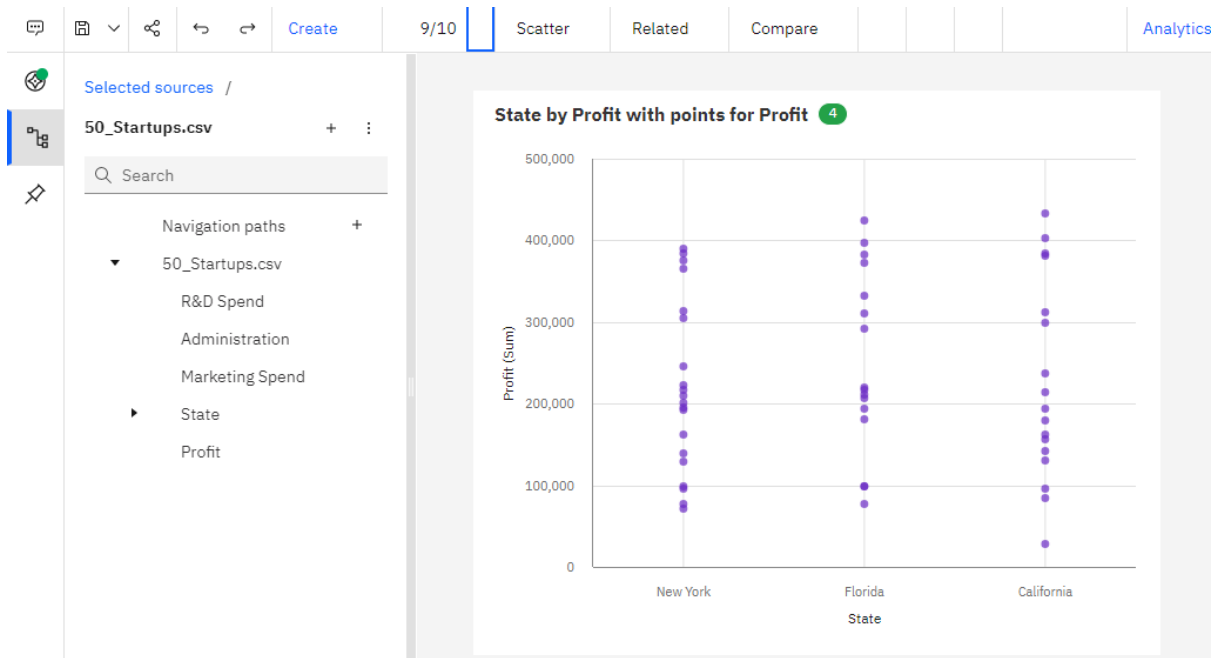 Create
9/10
Scatter
Related
Compare
Analytics
Selected sources /
50_Startups.csv
Search
Navigation paths
50_Startups.csv
R&D Spend
Administration
Marketing Spend
State
Profit
State by Profit with points for Profit 4
500,000
400,000
300,000
200,000
100,000
0
Profit (Sum)
New York
Florida
California
State